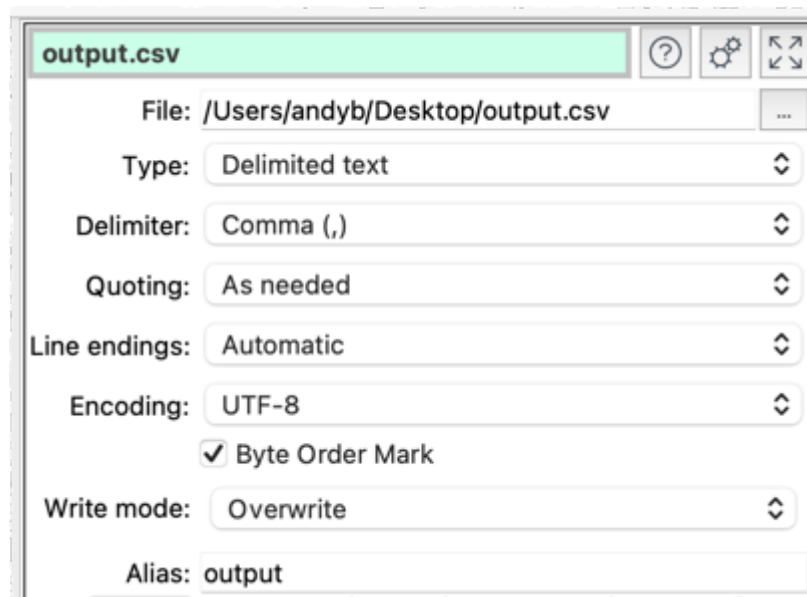 output.csv
File: /Users/andyb/Desktop/output.csv ...
Type: Delimited text
Delimiter: Comma (,)
Quoting: As needed
Line endings: Automatic
Encoding: UTF-8
Byte Order Mark
Write mode: Overwrite
Alias: output